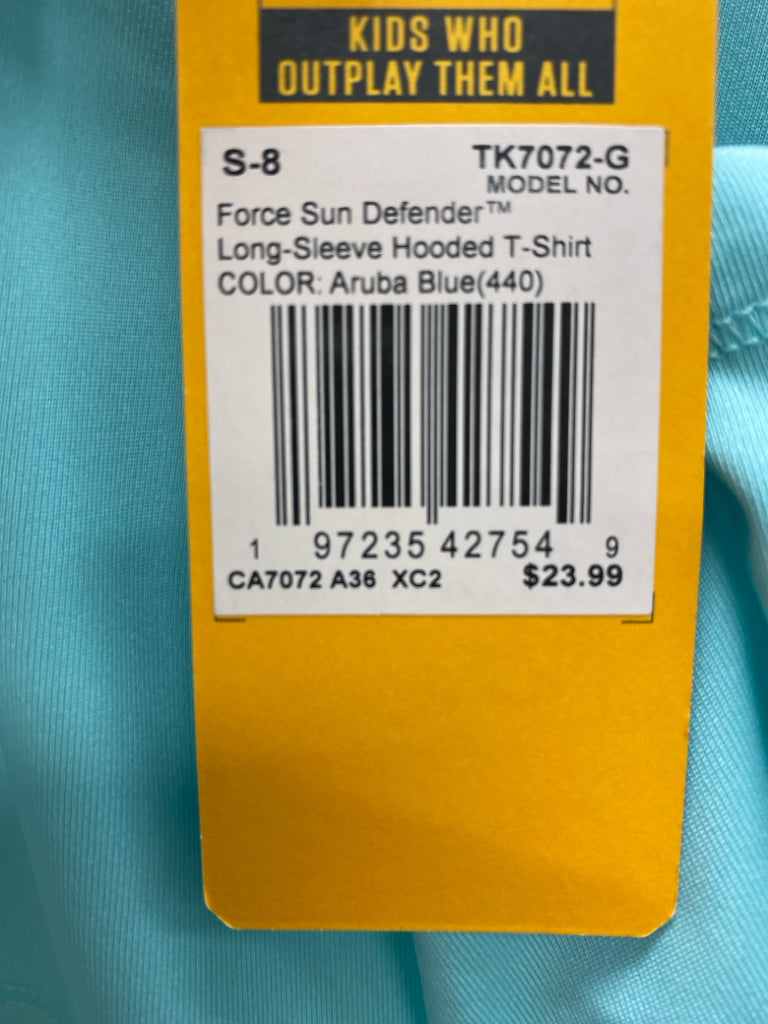 KIDS WHO
OUTPLAY THEM ALL
S-8 TK7072-G
MODEL NO.
Force Sun Defender™
Long-Sleeve Hooded T-Shirt
COLOR: Aruba Blue(440)
1 97235 42754 9
CA7072 A36 XC2 $23.99